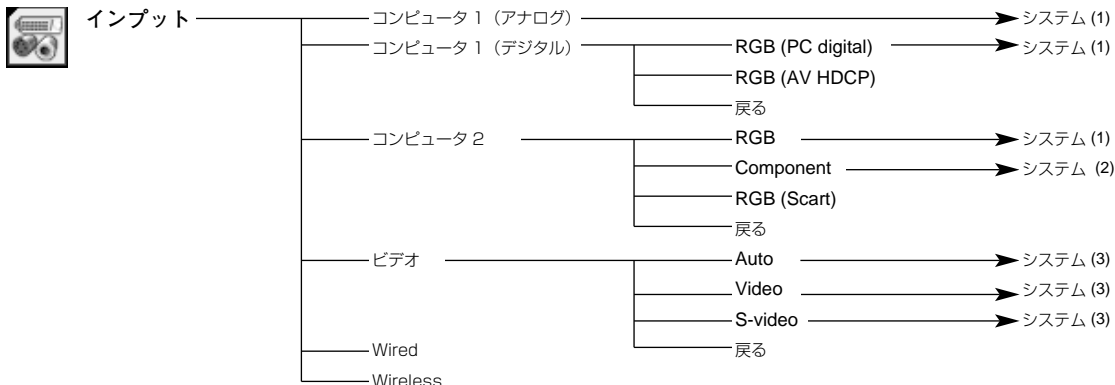 インプット
コンピュータ 1（アナログ） システム (1)
コンピュータ 1（デジタル） RGB (PC digital) システム (1)
RGB (AV HDCP)
戻る
コンピュータ 2 RGB システム (1)
Component システム (2)
RGB (Scart)
戻る
ビデオ Auto システム (3)
Video システム (3)
S-video システム (3)
戻る
Wired
Wireless